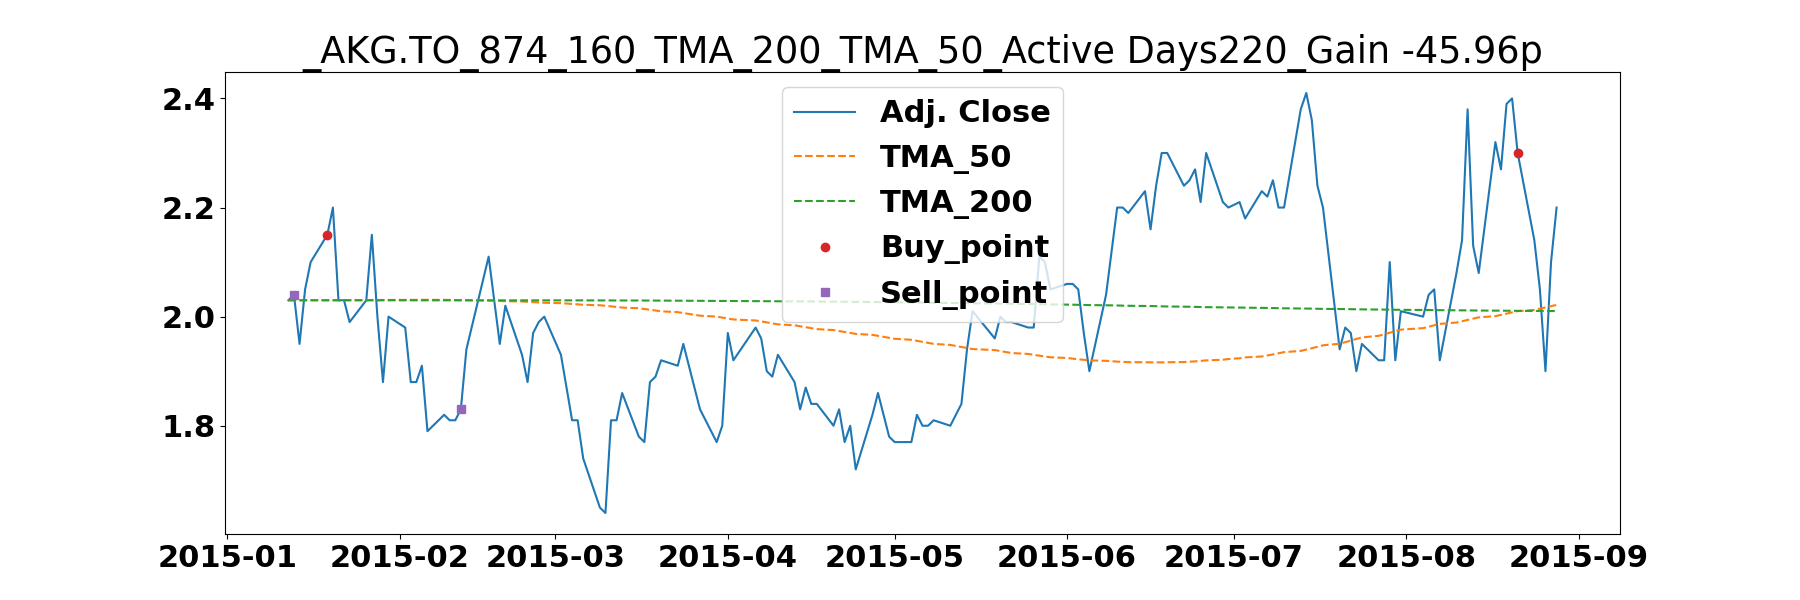 _AKG.TO_874_160_TMA_200_TMA_50_Active Days220_Gain -45.96p
2.4
2.2
2.0
1.8
Adj. Close
TMA_50
TMA_200
Buy_point
Sell_point
2015-01 2015-02 2015-03 2015-04 2015-05 2015-06 2015-07 2015-08 2015-09